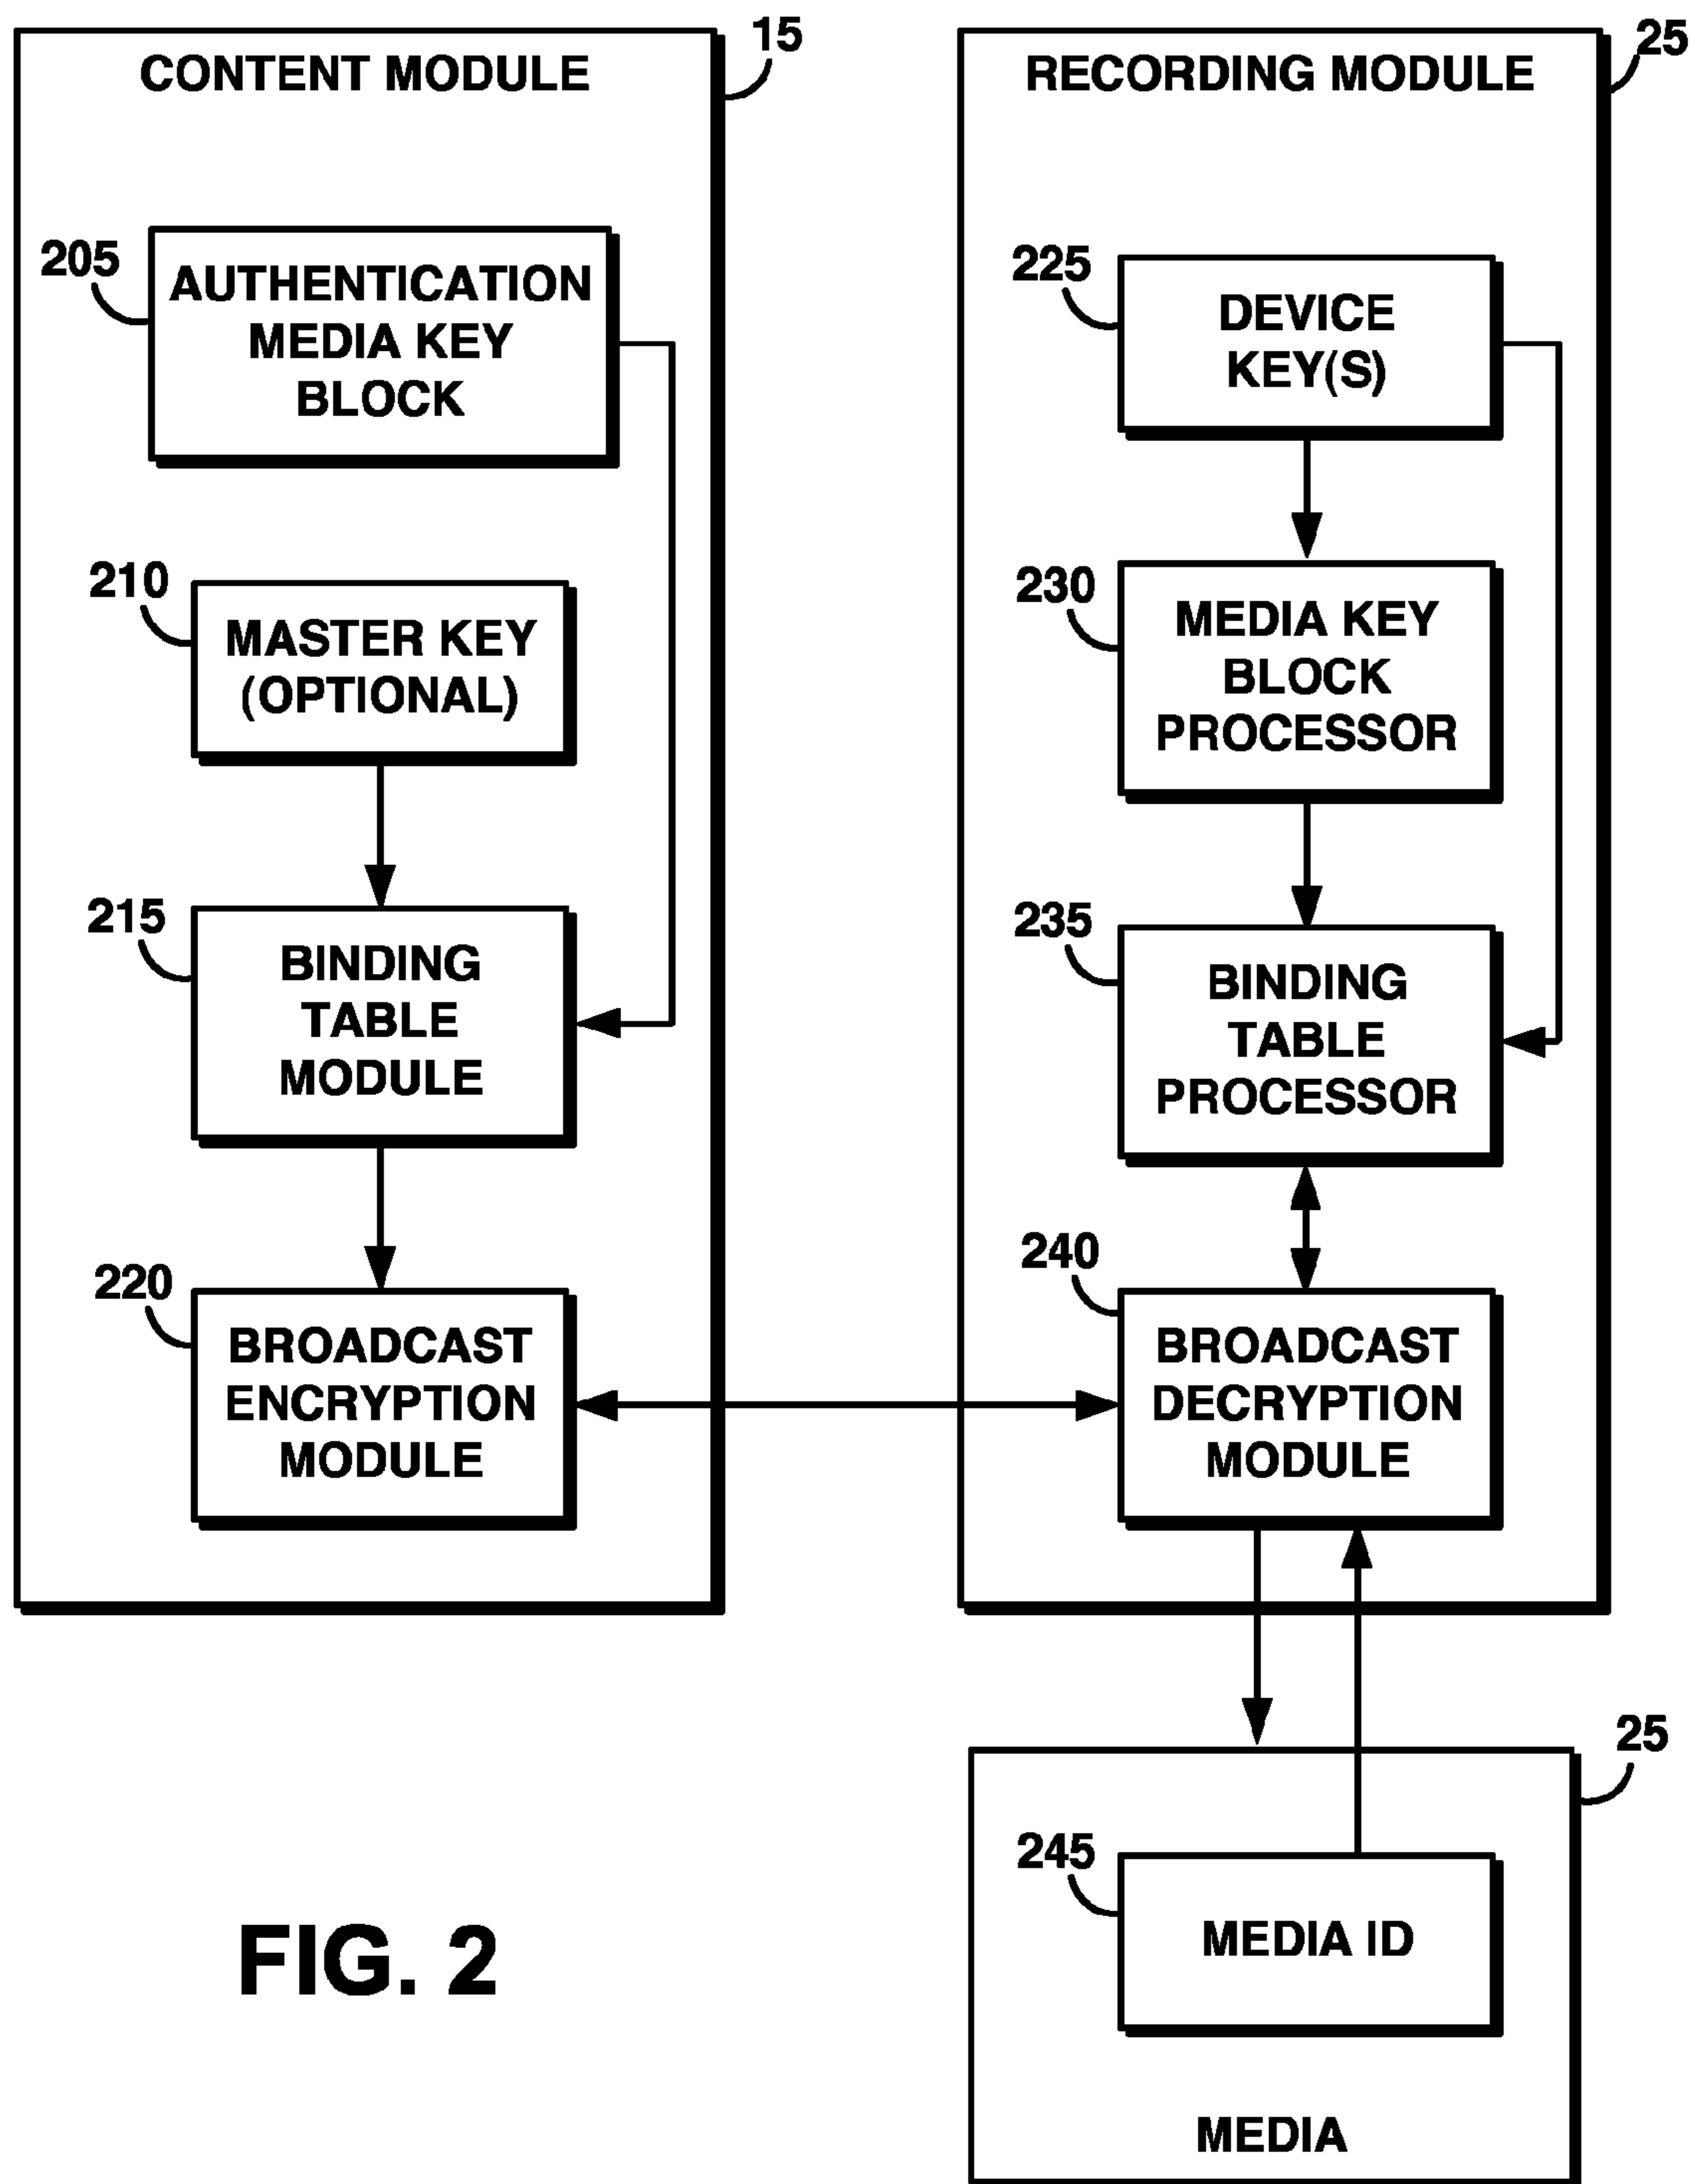 15
CONTENT MODULE
205
AUTHENTICATION
MEDIA KEY
BLOCK
210
MASTER KEY
(OPTIONAL)
215
BINDING
TABLE
MODULE
220
BROADCAST
ENCRYPTION
MODULE
25
RECORDING MODULE
225
DEVICE
KEY(S)
230
MEDIA KEY
BLOCK
PROCESSOR
235
BINDING
TABLE
PROCESSOR
240
BROADCAST
DECRYPTION
MODULE
25
245
MEDIA ID
MEDIA
FIG. 2